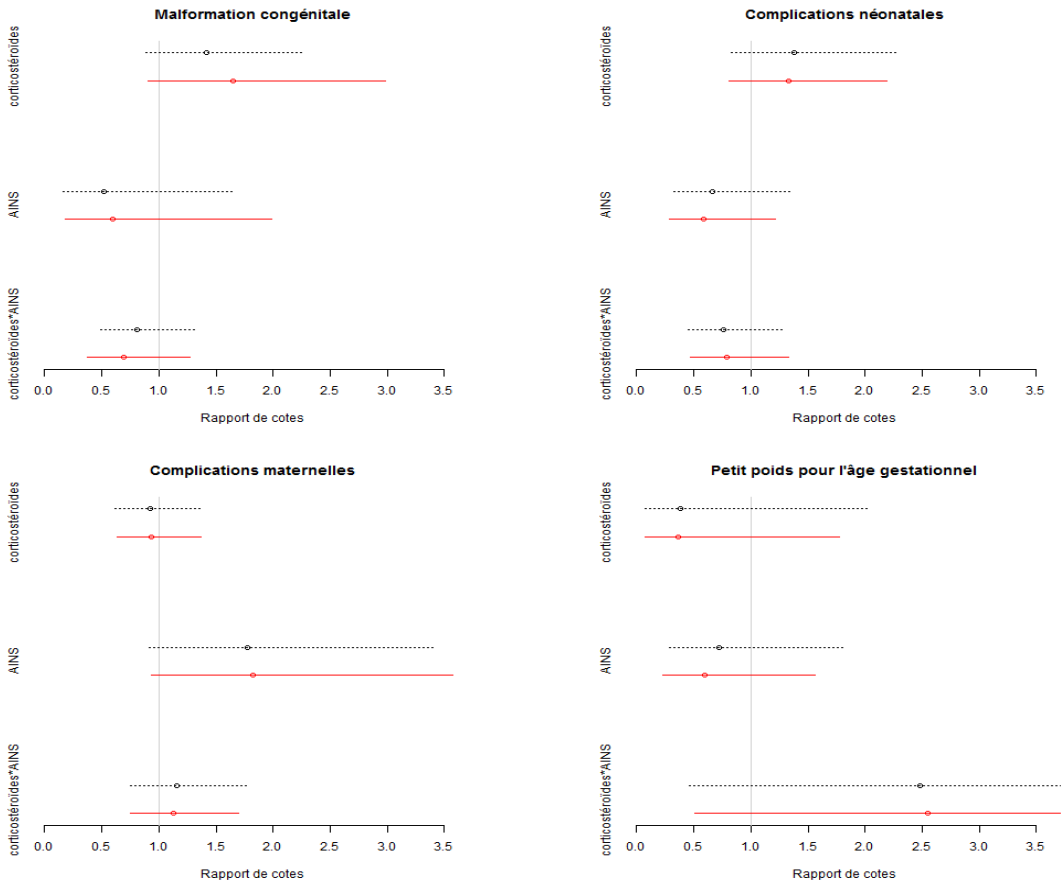 Malformation congénitale
corticostéroïdes
AINS
corticostéroïdes*AINS
0.0 0.5 1.0 1.5 2.0 2.5 3.0 3.5
Rapport de cotes
Complications néonatales
corticostéroïdes
AINS
corticostéroïdes*AINS
0.0 0.5 1.0 1.5 2.0 2.5 3.0 3.5
Rapport de cotes
Complications maternelles
corticostéroïdes
AINS
corticostéroïdes*AINS
0.0 0.5 1.0 1.5 2.0 2.5 3.0 3.5
Rapport de cotes
Petit poids pour l'âge gestationnel
corticostéroïdes
AINS
corticostéroïdes*AINS
0.0 0.5 1.0 1.5 2.0 2.5 3.0 3.5
Rapport de cotes